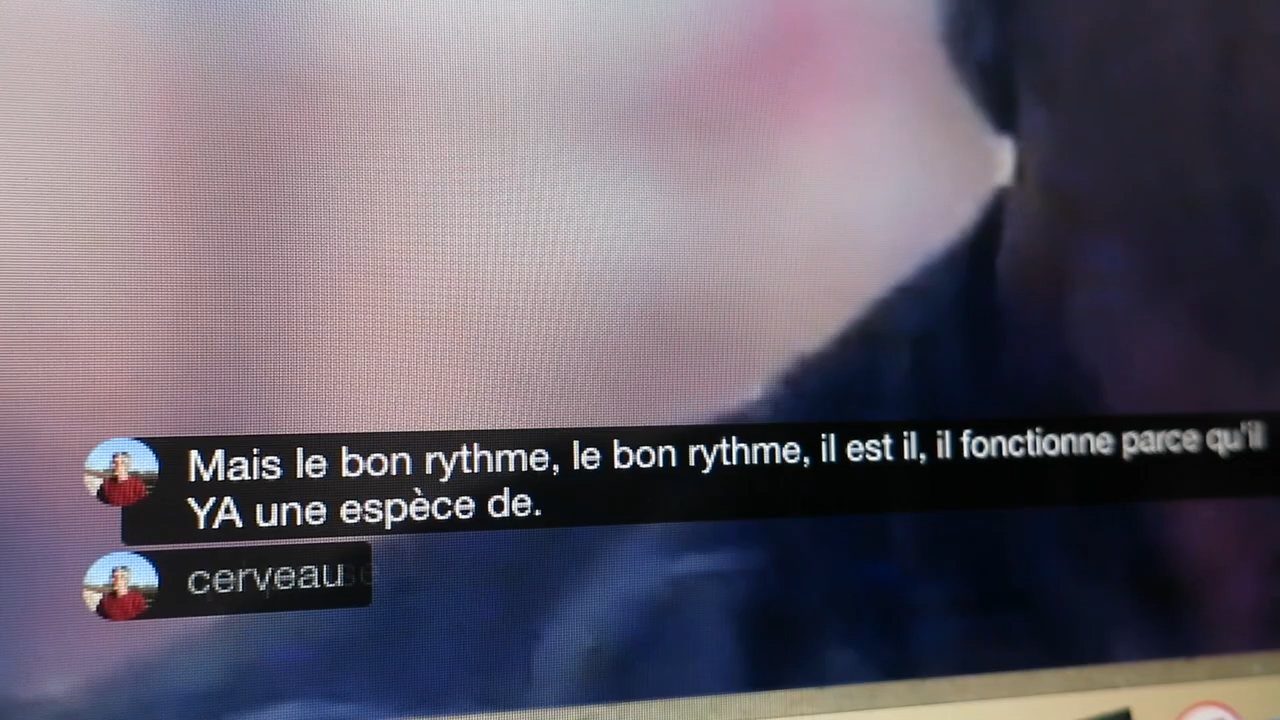 Mais le bon rythme, le bon rythme, il est il, il fonctionne parce qu'il
YA une espèce de.
cerveau